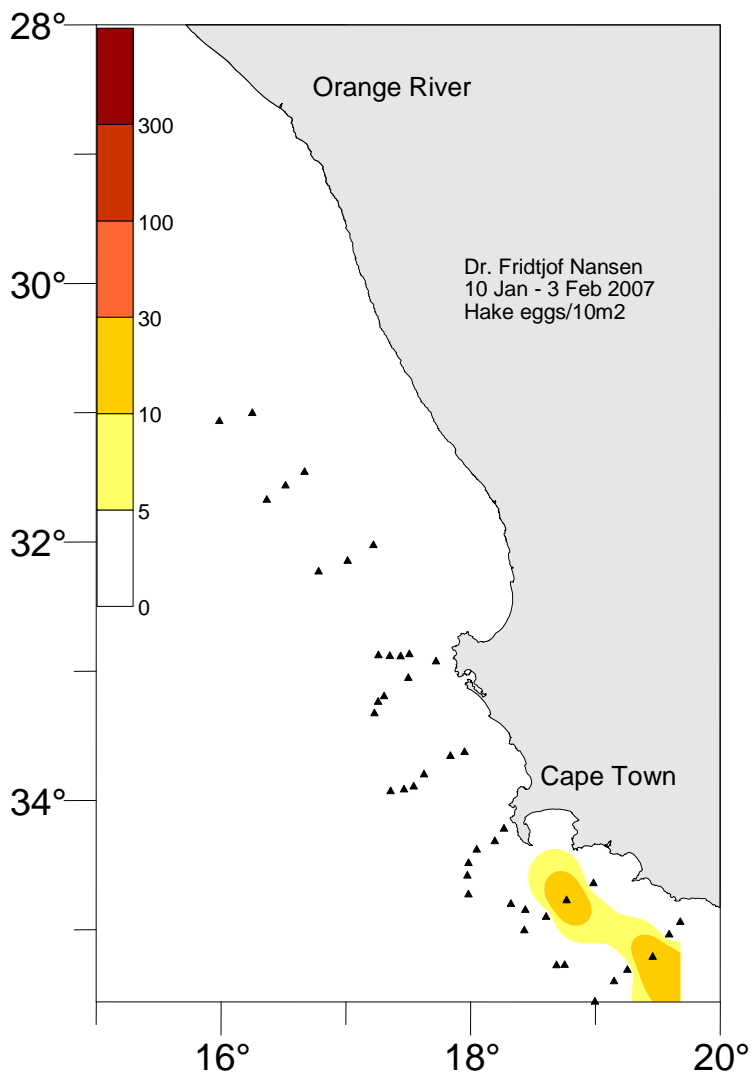 28°
Orange River
300
100
30°
Dr. Fridtjof Nansen
10 Jan - 3 Feb 2007
Hake eggs/10m2
30
10
5
32°
0
Cape Town
34°
16°
18°
20°